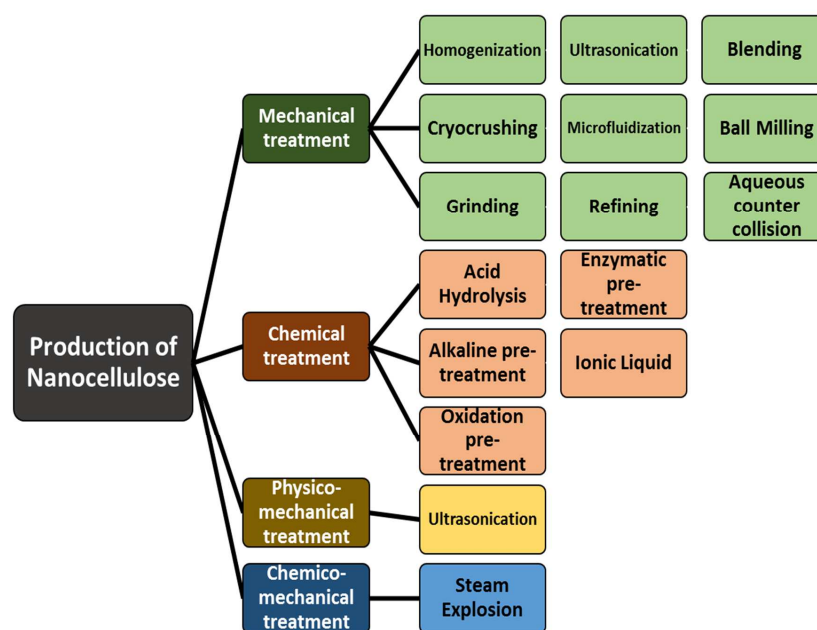 Production of
Nanocellulose
Mechanical
treatment
Homogenization
Ultrasonication
Blending
Cryocrushing
Microfluidization
Ball Milling
Grinding
Refining
Aqueous
counter
collision
Chemical
treatment
Acid
Hydrolysis
Enzymatic
pre-
treatment
Alkaline pre-
treatment
Ionic Liquid
Oxidation
pre-
treatment
Physico-
mechanical
treatment
Ultrasonication
Chemico-
mechanical
treatment
Steam
Explosion